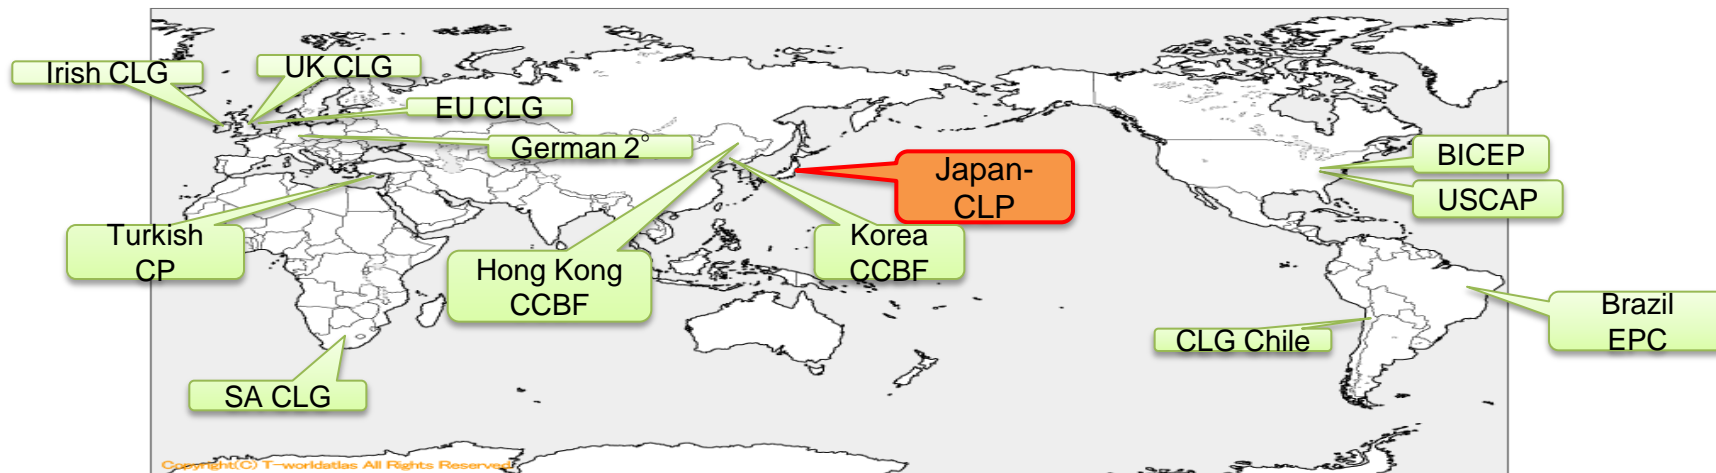 Irish CLG
UK CLG
EU CLG
German 2°
Japan-
CLP
BICEP
USCAP
Turkish
CP
Hong Kong
CCBF
Korea
CCBF
Brazil
EPC
CLG Chile
SA CLG
Copyright(C) T-worldatlas All Rights Reserved